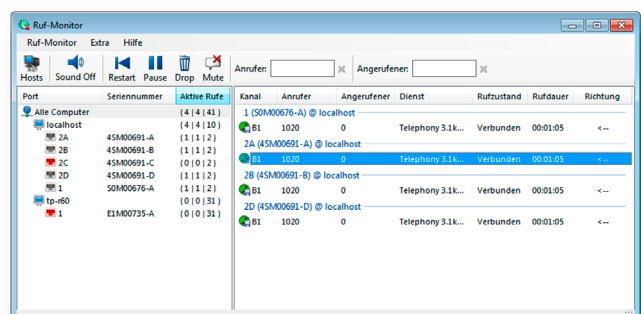 Ruf-Monitor
Ruf-Monitor Extra Hilfe
Hosts Sound Off Restart Pause Drop Mute Anrufer: Angerufener:
Port Seriennummer Aktive Rufe Kanal Anrufer Angerufener Dienst Rufzustand Rufdauer Richtung
Alle Computer (4|4|41)
localhost (4|4|10)
2A 4SM00691-A (1|1|2)
2B 4SM00691-B (1|1|2)
2C 4SM00691-C (0|0|2)
2D 4SM00691-D (1|1|2)
1 S0M00676-A (1|1|2)
tp-r60 (0|0|31)
1 E1M00735-A (0|0|31)
1 (S0M00676-A) @ localhost
B1 1020 0 Telephony 3.1k... Verbunden 00:01:05 <--
2A (4SM00691-A) @ localhost
B1 1020 0 Telephony 3.1k... Verbunden 00:01:05 <--
2B (4SM00691-B) @ localhost
B1 1020 0 Telephony 3.1k... Verbunden 00:01:05 <--
2D (4SM00691-D) @ localhost
B1 1020 0 Telephony 3.1k... Verbunden 00:01:05 <--